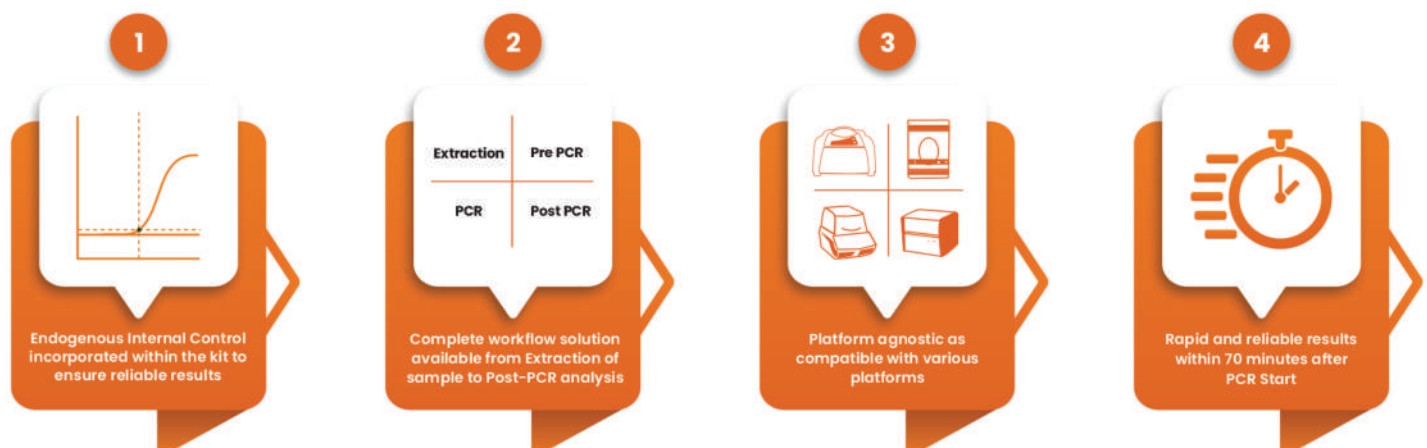 1
2
3
4
Extraction
Pre PCR
PCR
Post PCR
Endogenous Internal Control
incorporated within the kit to
ensure reliable results
Complete workflow solution
available from Extraction of
sample to Post-PCR analysis
Platform agnostic as
compatible with various
platforms
Rapid and reliable results
within 70 minutes after
PCR Start